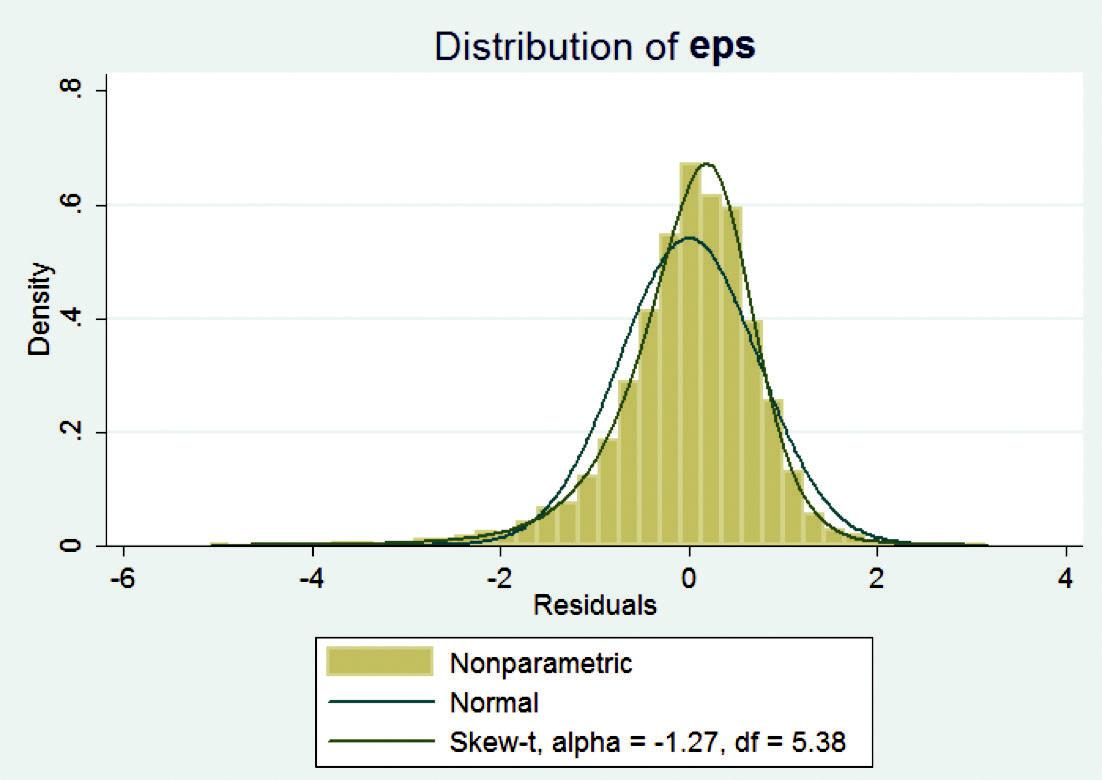 Distribution of eps
.8
.6
.4
.2
0
Density
-6 -4 -2 0 2 4
Residuals
Nonparametric
Normal
Skew-t, alpha = -1.27, df = 5.38